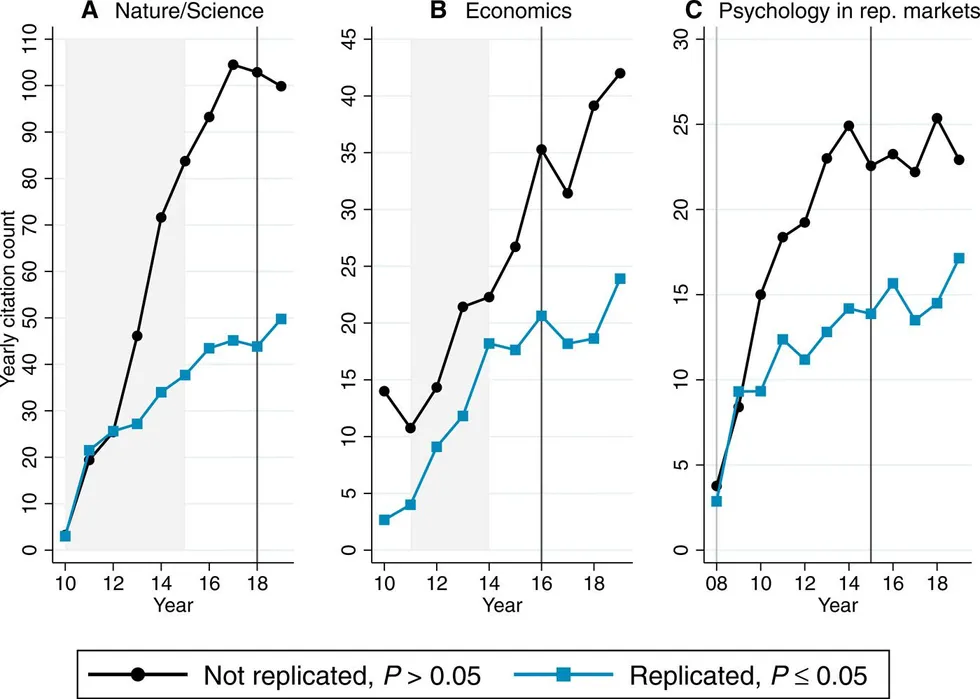 A Nature/Science
B Economics
C Psychology in rep. markets
Yearly citation count
110
100
90
80
70
60
50
40
30
20
10
0
10 12 14 16 18
Year
45
40
35
30
25
20
15
10
5
0
10 12 14 16 18
Year
30
25
20
15
10
5
0
08 10 12 14 16 18
Year
Not replicated, P > 0.05
Replicated, P ≤ 0.05